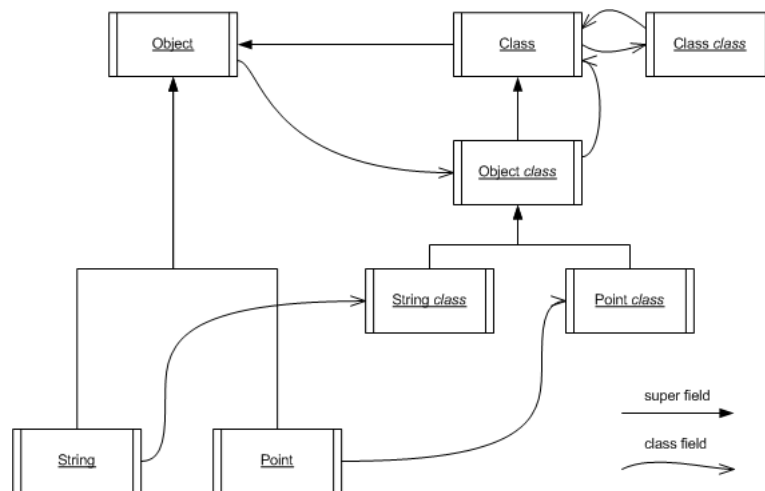 Object
Class
Class class
Object class
String class
Point class
super field
class field
String
Point